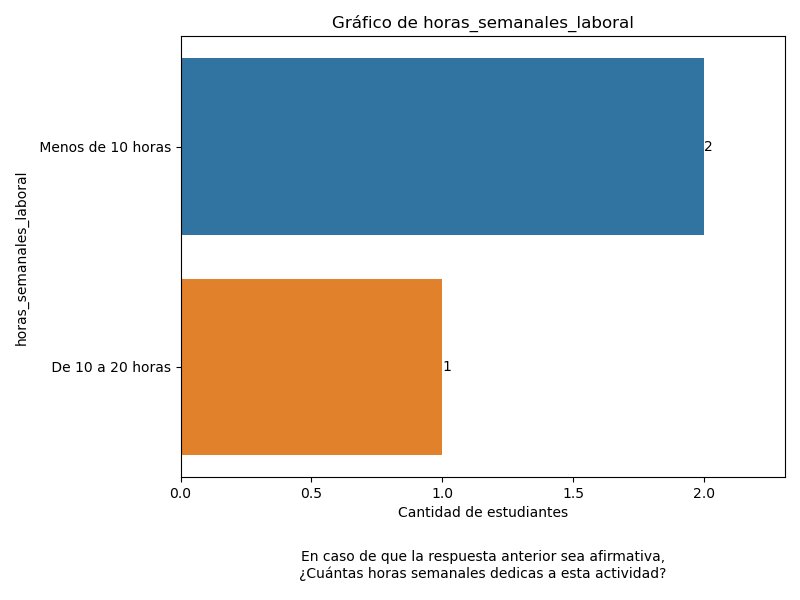 Gráfico de horas_semanales_laboral
horas_semanales_laboral
Menos de 10 horas
2
De 10 a 20 horas
1
0.0 0.5 1.0 1.5 2.0
Cantidad de estudiantes
En caso de que la respuesta anterior sea afirmativa,
¿Cuántas horas semanales dedicas a esta actividad?